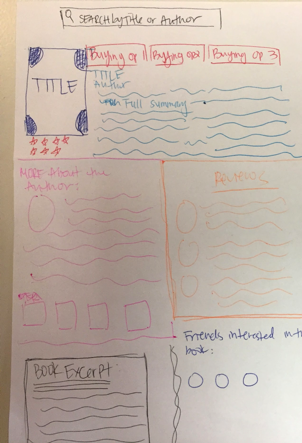 SEARCH by Title or Author
Buying op 1 Buying op 2 Buying op 3
TITLE
TITLE
Author
Full summary
MORE About the
Author:
REVIEWS
Friends interested in th
book:
BOOK Excerpt: